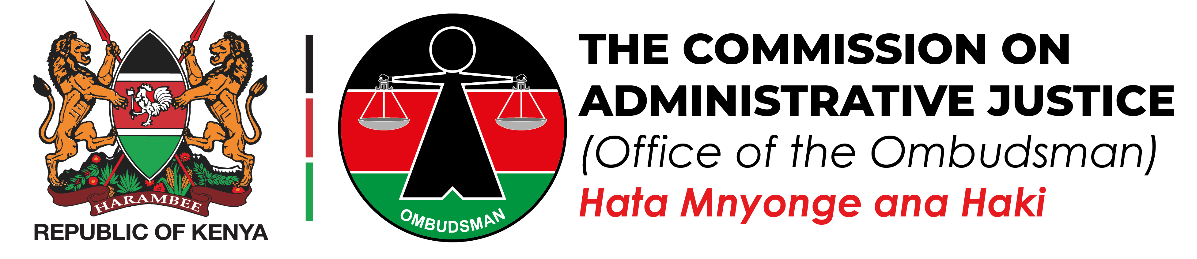 HARAMBEE
REPUBLIC OF KENYA
OMBUDSMAN
THE COMMISSION ON
ADMINISTRATIVE JUSTICE
(Office of the Ombudsman)
Hata Mnyonge ana Haki